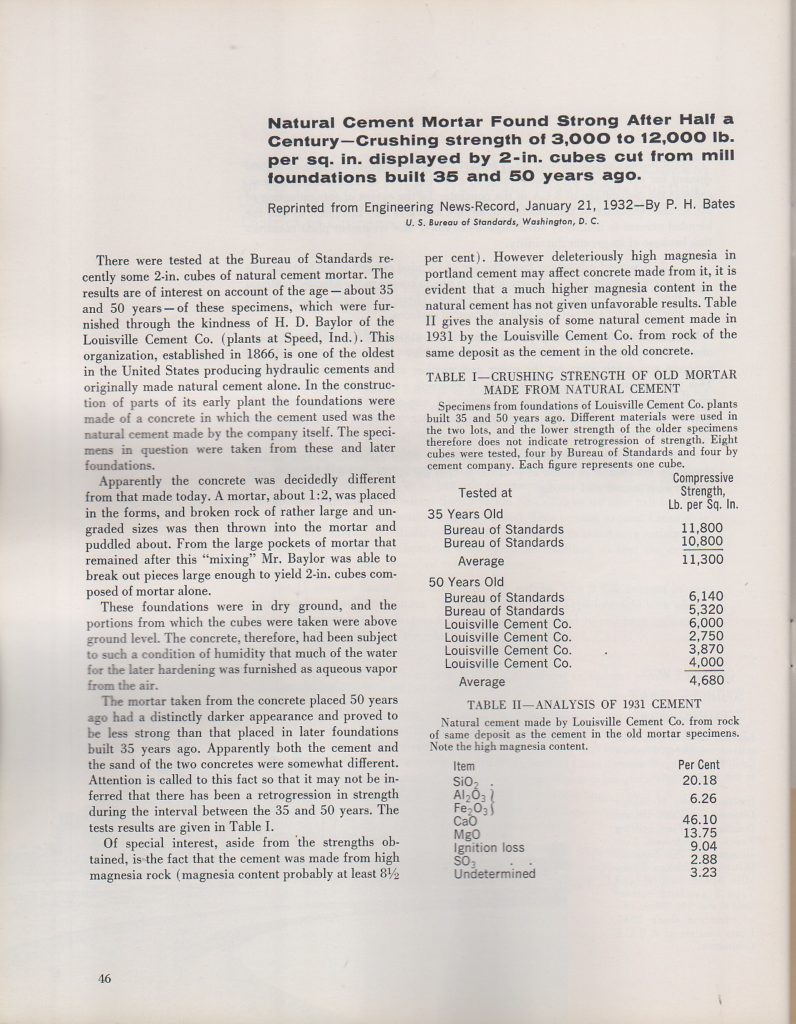 Natural Cement Mortar Found Strong After Half a
Century—Crushing strength of 3,000 to 12,000 lb.
per sq. in. displayed by 2-in. cubes cut from mill
foundations built 35 and 50 years ago.
Reprinted from Engineering News-Record, January 21, 1932—By P. H. Bates
U. S. Bureau of Standards, Washington, D. C.
There were tested at the Bureau of Standards re-
cently some 2-in. cubes of natural cement mortar. The
results are of interest on account of the age—about 35
and 50 years—of these specimens, which were fur-
nished through the kindness of H. D. Baylor of the
Louisville Cement Co. (plants at Speed, Ind.). This
organization, established in 1866, is one of the oldest
in the United States producing hydraulic cements and
originally made natural cement alone. In the construc-
tion of parts of its early plant the foundations were
made of a concrete in which the cement used was the
natural cement made by the company itself. The speci-
mens in question were taken from these and later
foundations.
Apparently the concrete was decidedly different
from that made today. A mortar, about 1:2, was placed
in the forms, and broken rock of rather large and un-
graded sizes was then thrown into the mortar and
puddled about. From the large pockets of mortar that
remained after this “mixing” Mr. Baylor was able to
break out pieces large enough to yield 2-in. cubes com-
posed of mortar alone.
These foundations were in dry ground, and the
portions from which the cubes were taken were above
ground level. The concrete, therefore, had been subject
to such a condition of humidity that much of the water
for the later hardening was furnished as aqueous vapor
from the air.
The mortar taken from the concrete placed 50 years
ago had a distinctly darker appearance and proved to
be less strong than that placed in later foundations
built 35 years ago. Apparently both the cement and
the sand of the two concretes were somewhat different.
Attention is called to this fact so that it may not be in-
ferred that there has been a retrogression in strength
during the interval between the 35 and 50 years. The
tests results are given in Table I.
Of special interest, aside from the strengths ob-
tained, is the fact that the cement was made from high
magnesia rock (magnesia content probably at least 8½
per cent). However deleteriously high magnesia in
portland cement may affect concrete made from it, it is
evident that a much higher magnesia content in the
natural cement has not given unfavorable results. Table
II gives the analysis of some natural cement made in
1931 by the Louisville Cement Co. from rock of the
same deposit as the cement in the old concrete.
TABLE I—CRUSHING STRENGTH OF OLD MORTAR
MADE FROM NATURAL CEMENT
Specimens from foundations of Louisville Cement Co. plants
built 35 and 50 years ago. Different materials were used in
the two lots, and the lower strength of the older specimens
therefore does not indicate retrogression of strength. Eight
cubes were tested, four by Bureau of Standards and four by
cement company. Each figure represents one cube.
Compressive
Tested at Strength,
Lb. per Sq. In.
35 Years Old
Bureau of Standards 11,800
Bureau of Standards 10,800
Average 11,300
50 Years Old
Bureau of Standards 6,140
Bureau of Standards 5,320
Louisville Cement Co. 6,000
Louisville Cement Co. 2,750
Louisville Cement Co. 3,870
Louisville Cement Co. 4,000
Average 4,680
TABLE II—ANALYSIS OF 1931 CEMENT
Natural cement made by Louisville Cement Co. from rock
of same deposit as the cement in the old mortar specimens.
Note the high magnesia content.
Item Per Cent
SiO₂ 20.18
Al₂O₃ } 6.26
Fe₂O₃ }
CaO 46.10
MgO 13.75
Ignition loss 9.04
SO₃ 2.88
Undetermined 3.23
46